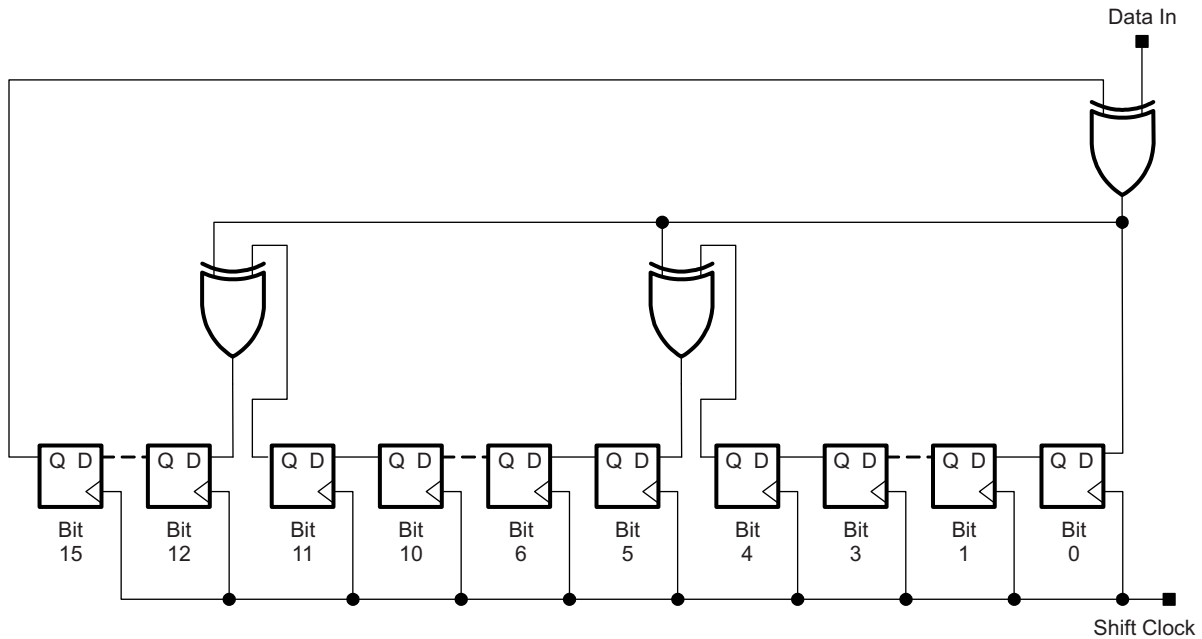 Data In
Q D
Q D
Q D
Q D
Q D
Q D
Q D
Q D
Q D
Q D
Bit
15
Bit
12
Bit
11
Bit
10
Bit
6
Bit
5
Bit
4
Bit
3
Bit
1
Bit
0
Shift Clock